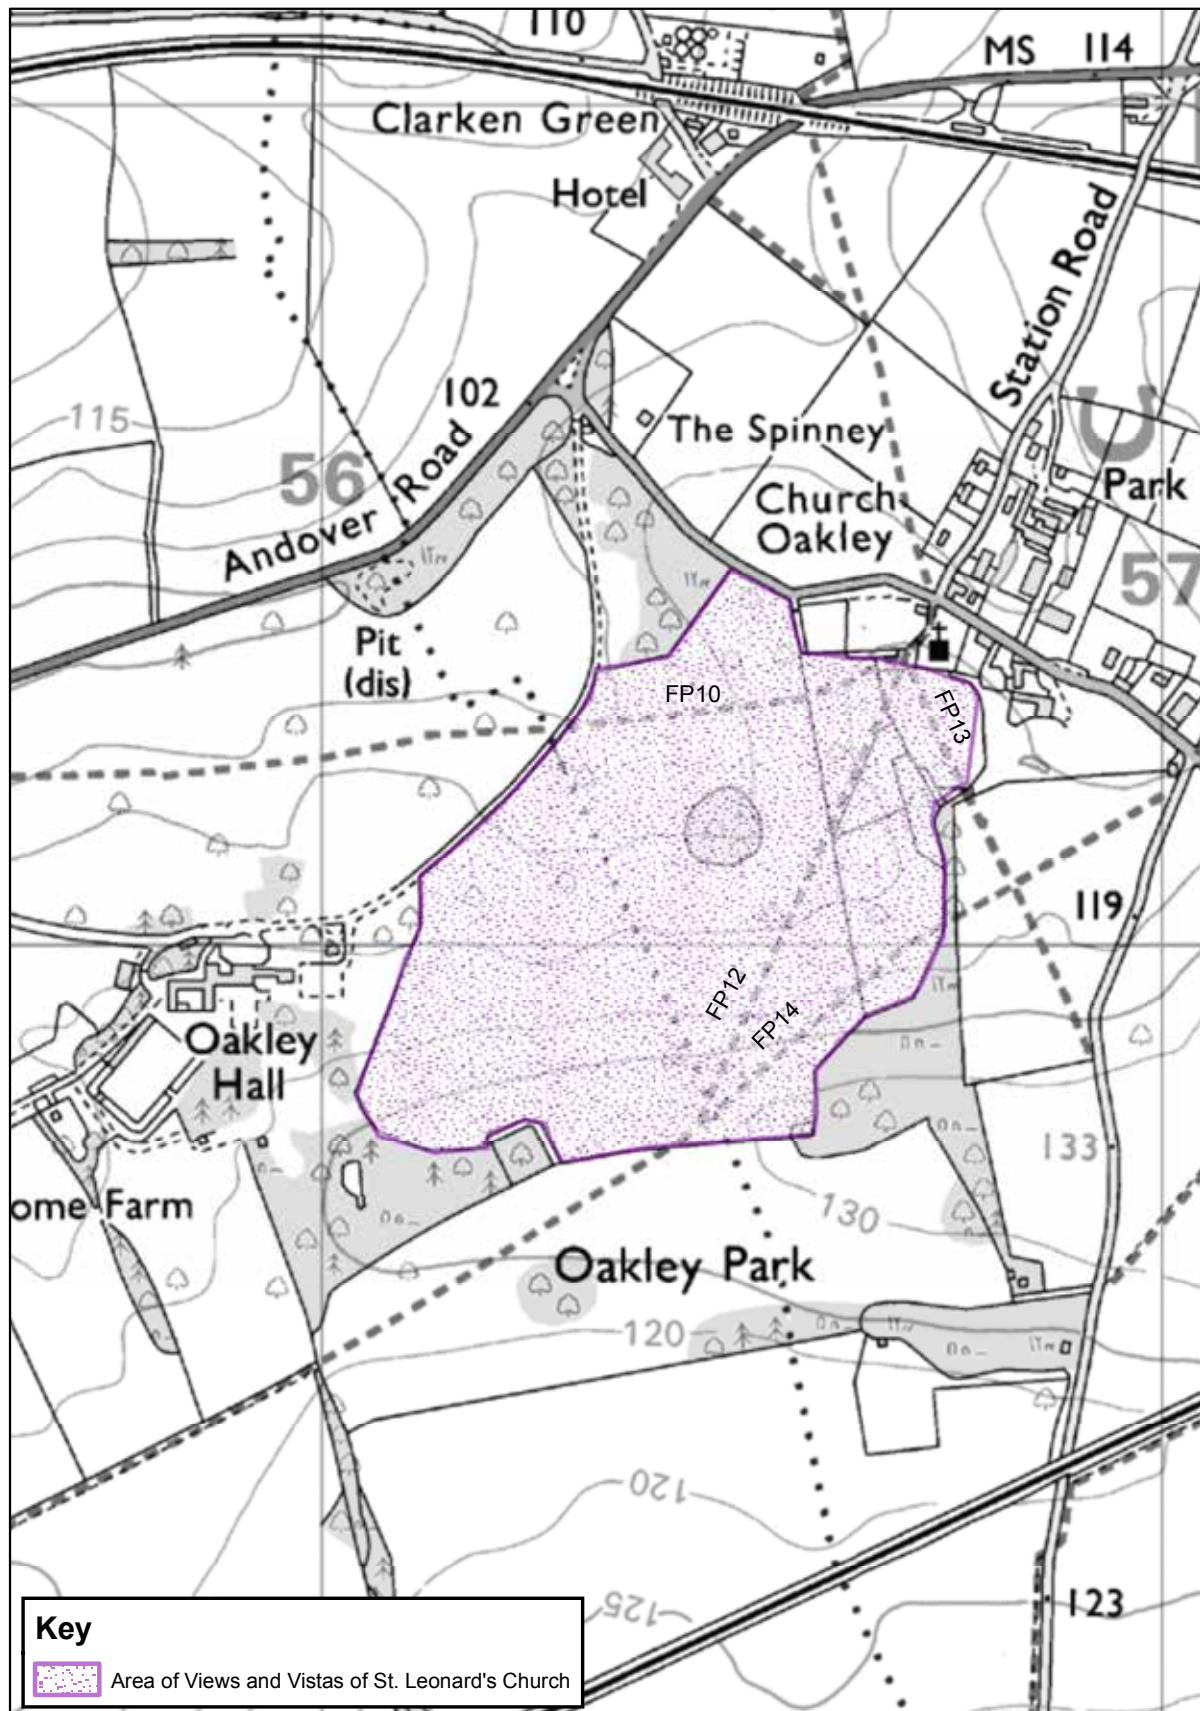 110
MS 114
Clarken Green
Hotel
Station Road
102
115
The Spinney
56
Andover Road
Church
Oakley
Park
57
Pit
(dis)
FP10
FP13
119
FP12
FP14
Oakley
Hall
133
ome Farm
130
Oakley Park
120
120
125
123
Key
Area of Views and Vistas of St. Leonard's Church